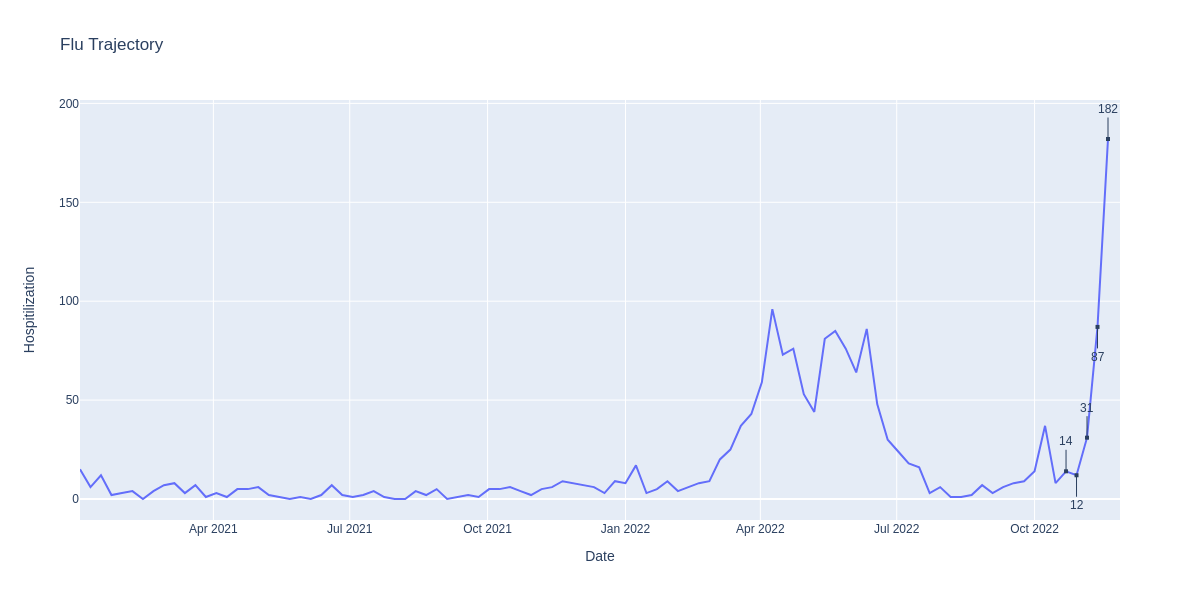 Flu Trajectory
200
150
100
50
0
Hospitilization
182
87
31
14
12
Apr 2021
Jul 2021
Oct 2021
Jan 2022
Apr 2022
Jul 2022
Oct 2022
Date